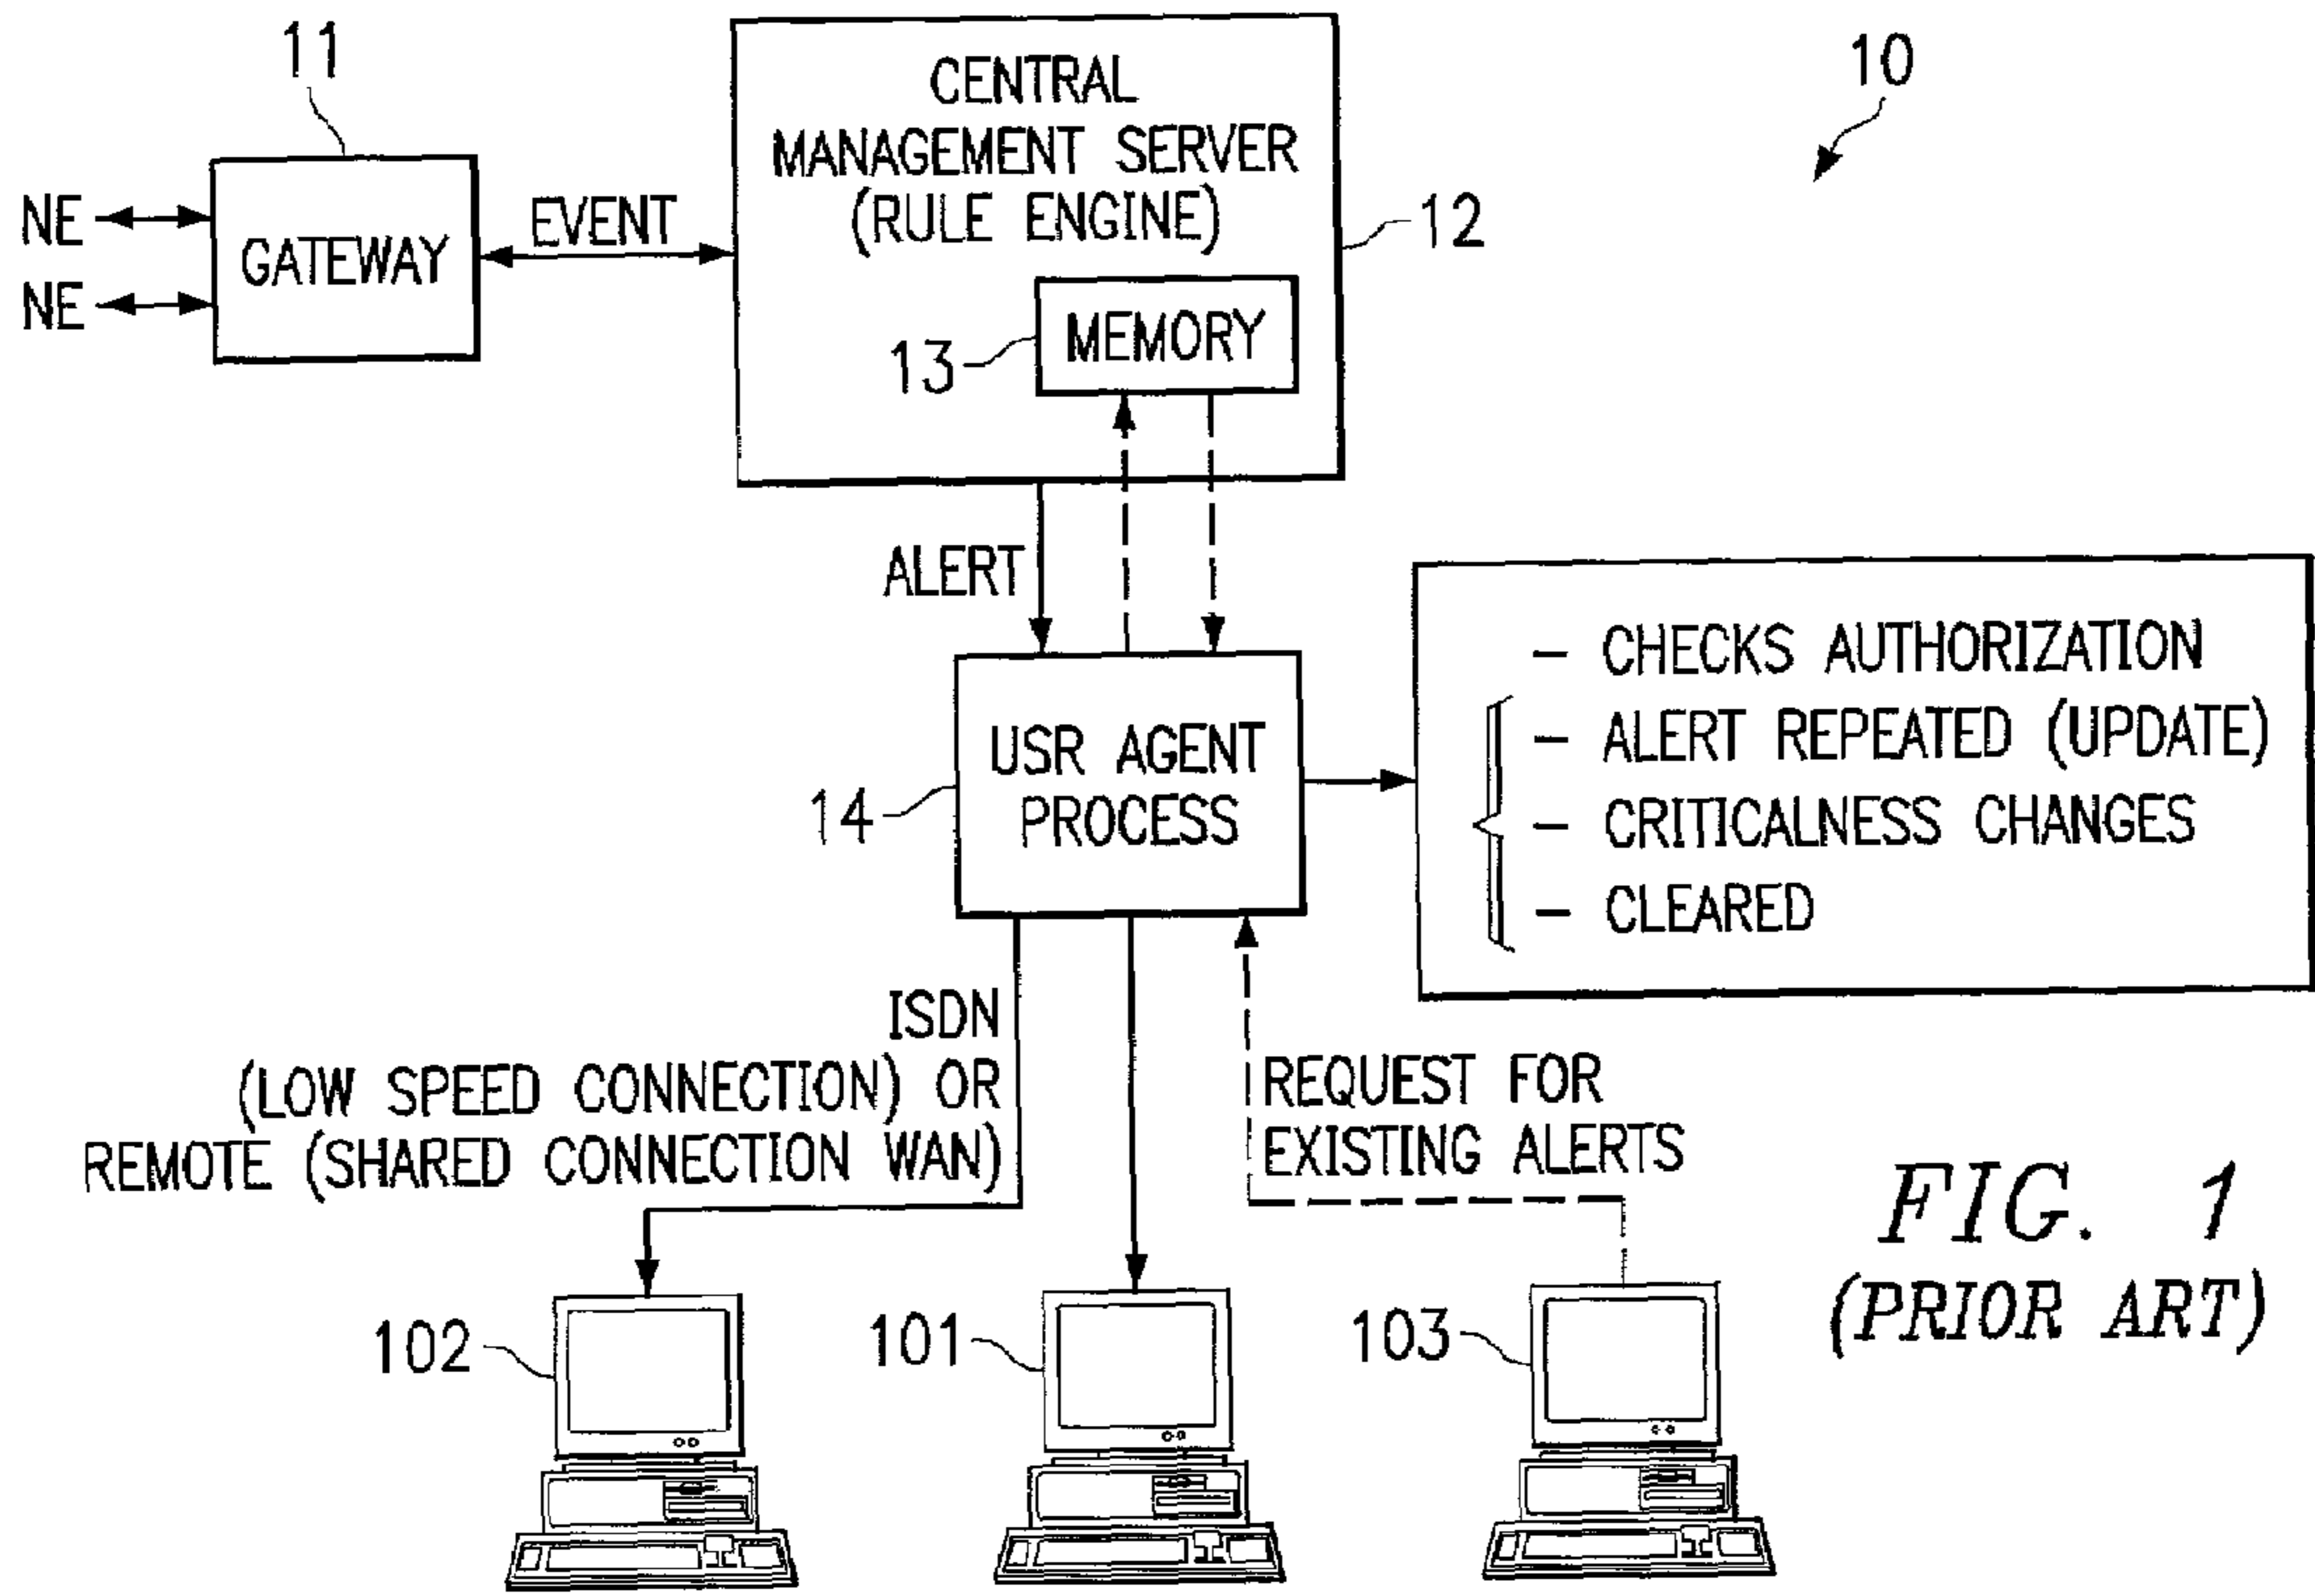 11
10
CENTRAL
MANAGEMENT SERVER
(RULE ENGINE)
12
NE
NE
GATEWAY
EVENT
13
MEMORY
ALERT
14
USR AGENT
PROCESS
- CHECKS AUTHORIZATION
- ALERT REPEATED (UPDATE)
- CRITICALNESS CHANGES
- CLEARED
ISDN
(LOW SPEED CONNECTION) OR
REMOTE (SHARED CONNECTION WAN)
REQUEST FOR
EXISTING ALERTS
102
101
103
FIG. 1
(PRIOR ART)